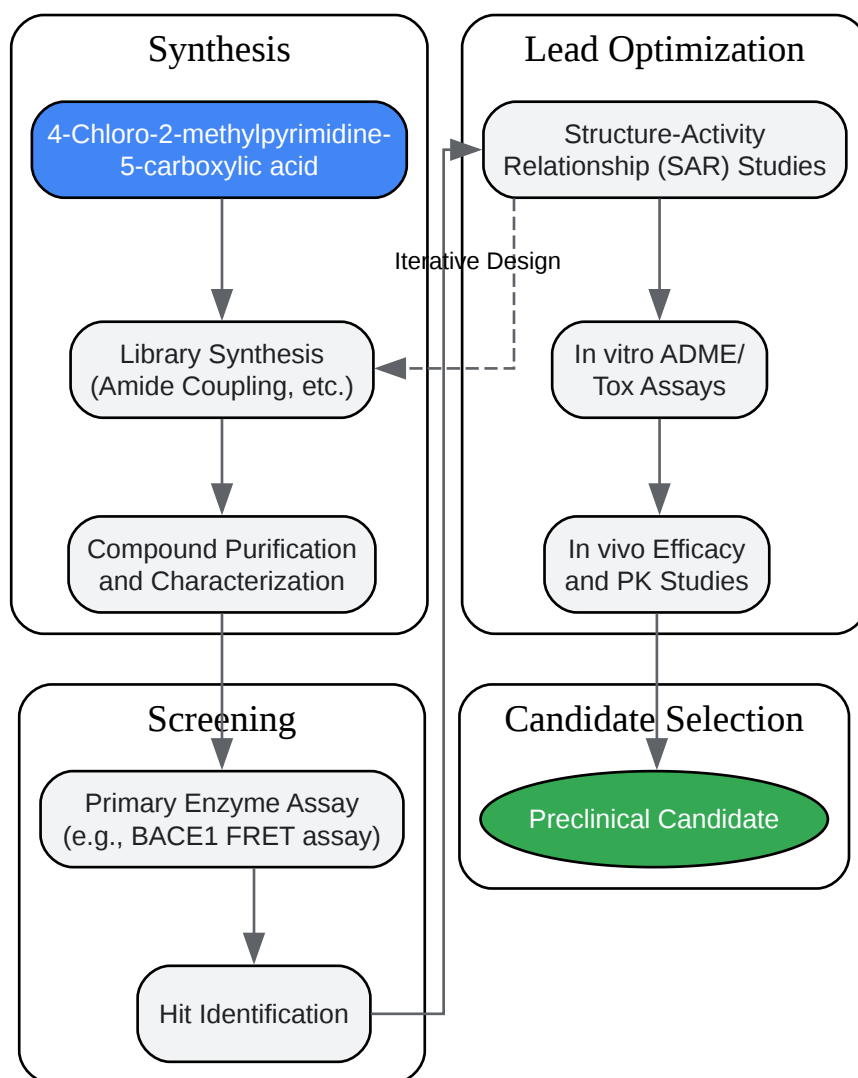 Synthesis
4-Chloro-2-methylpyrimidine-
5-carboxylic acid
Library Synthesis
(Amide Coupling, etc.)
Compound Purification
and Characterization
Screening
Primary Enzyme Assay
(e.g., BACE1 FRET assay)
Hit Identification
Lead Optimization
Structure-Activity
Relationship (SAR) Studies
Iterative Design
In vitro ADME/
Tox Assays
In vivo Efficacy
and PK Studies
Candidate Selection
Preclinical Candidate